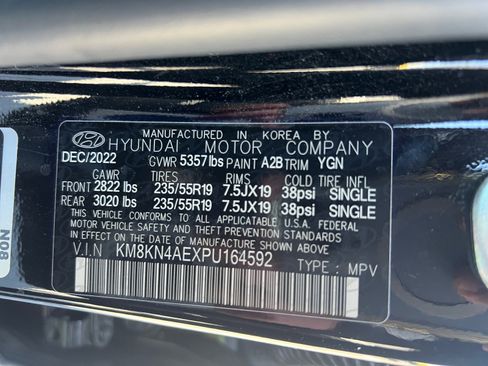 MANUFACTURED IN KOREA BY
HYUNDAI MOTOR COMPANY
DEC/2022 GVWR 5357lbs PAINT A2B TRIM YGN
GAWR TIRES RIMS COLD TIRE INFL
FRONT 2822 lbs 235/55R19 7.5JX19 38psi SINGLE
REAR 3020 lbs 235/55R19 7.5JX19 38psi SINGLE
THIS VEHICLE CONFORMS TO ALL APPLICABLE U.S.A. FEDERAL
MOTOR VEHICLE SAFETY AND THEFT PREVENTION STANDARDS
IN EFFECT ON THE DATE OF MANUFACTURE SHOWN ABOVE
V.I.N KM8KN4AEXPU164592 TYPE : MPV
N08